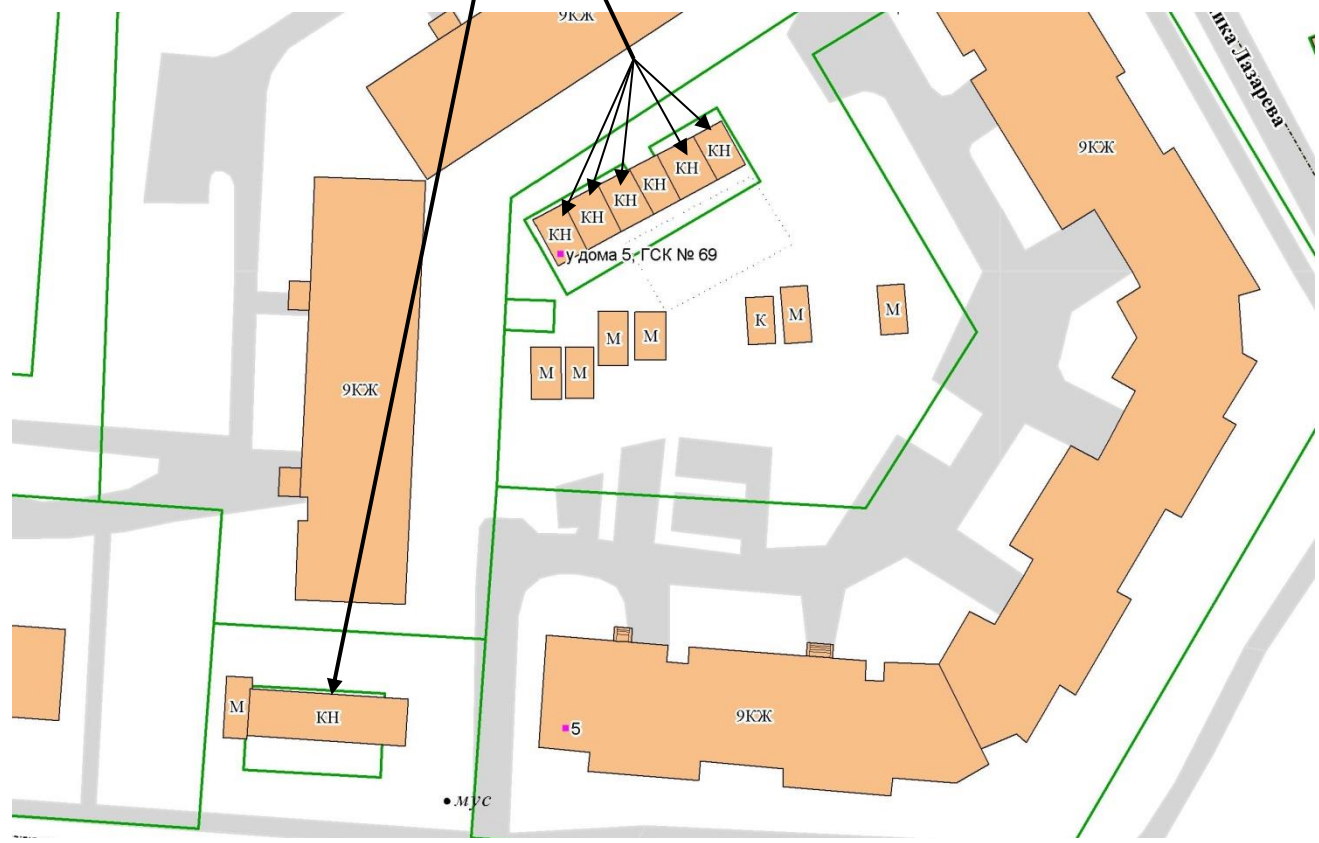 9КЖ
ика Лазарева
9КЖ
КН
КН
КН
КН
КН
КН
у дома 5, ГСК № 69
К
М
М
М
М
М
М
9КЖ
М
КН
9КЖ
5
мус